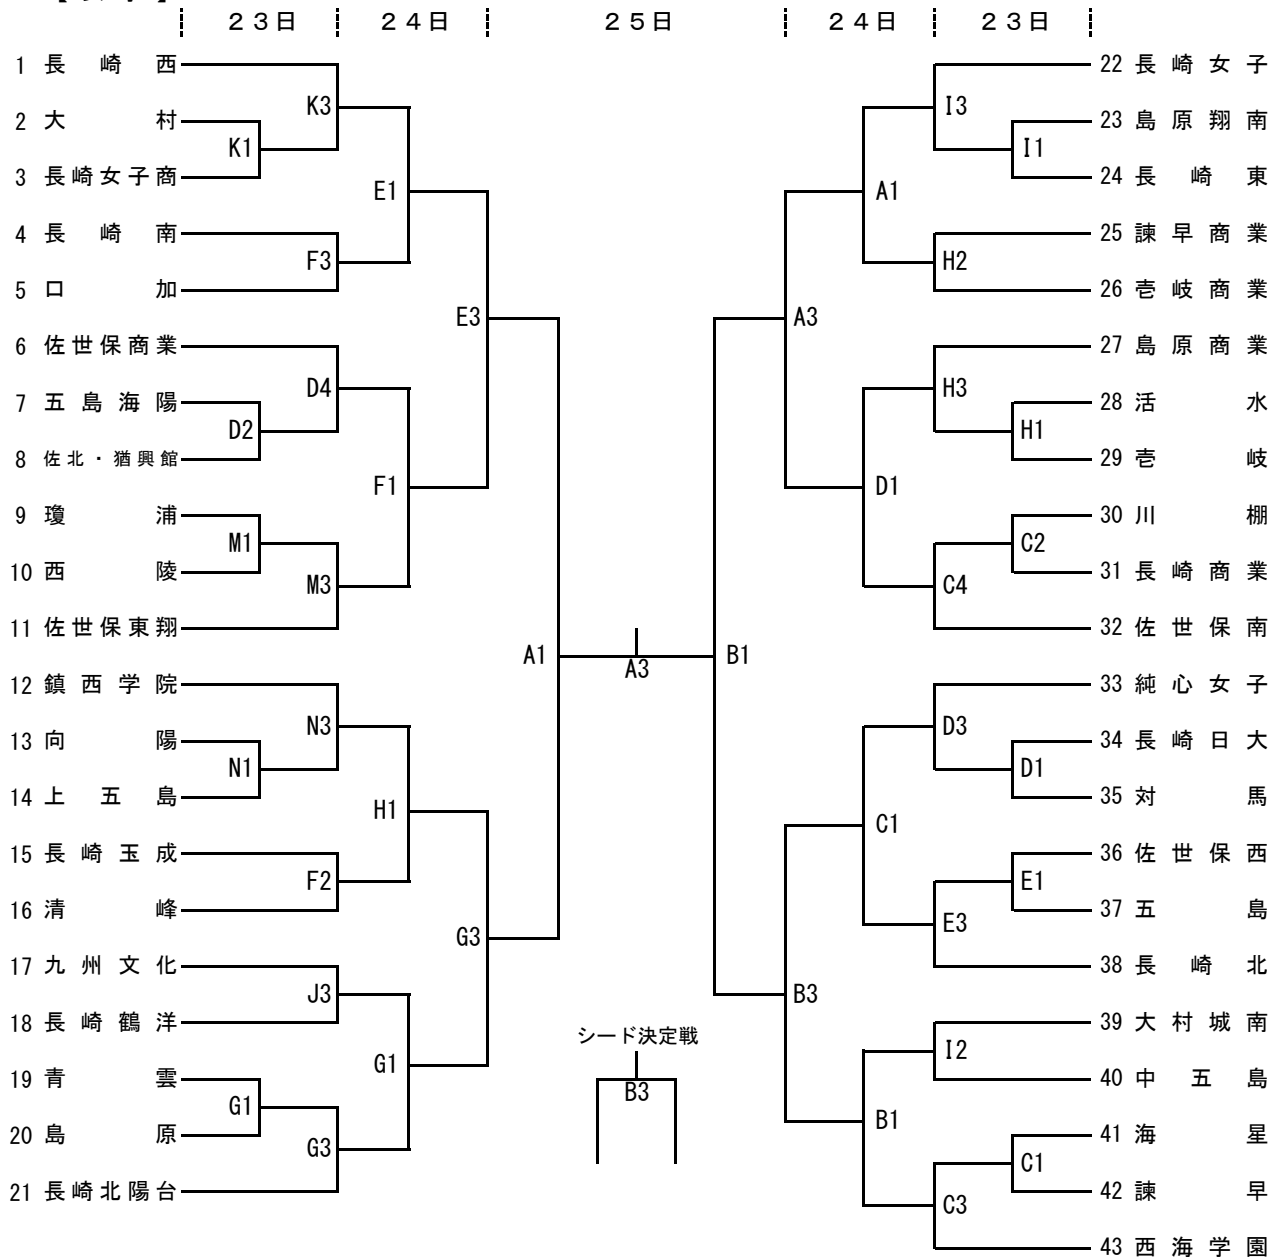 23日 24日 25日 24日 23日
1 長崎西
2 大村
3 長崎女子商
4 長崎南
5 口加
6 佐世保商業
7 五島海陽
8 佐北・猶興館
9 瓊浦
10 西陵
11 佐世保東翔
12 鎮西学院
13 向陽
14 上五島
15 長崎玉成
16 清峰
17 九州文化
18 長崎鶴洋
19 青雲
20 島原
21 長崎北陽台
K3
K1
E1
F3
E3
D4
D2
F1
M1
M3
A1
N3
N1
H1
F2
G3
J3
G1
G1
G3
A3
シード決定戦
B3
B1
A3
B3
A1
D1
C1
B1
I3
I1
H2
H3
H1
C2
C4
D3
D1
E1
E3
I2
C1
C3
22 長崎女子
23 島原翔南
24 長崎東
25 諫早商業
26 壱岐商業
27 島原商業
28 活水
29 壱岐
30 川棚
31 長崎商業
32 佐世保南
33 純心女子
34 長崎日大
35 対馬
36 佐世保西
37 五島
38 長崎北
39 大村城南
40 中五島
41 海星
42 諫早
43 西海学園